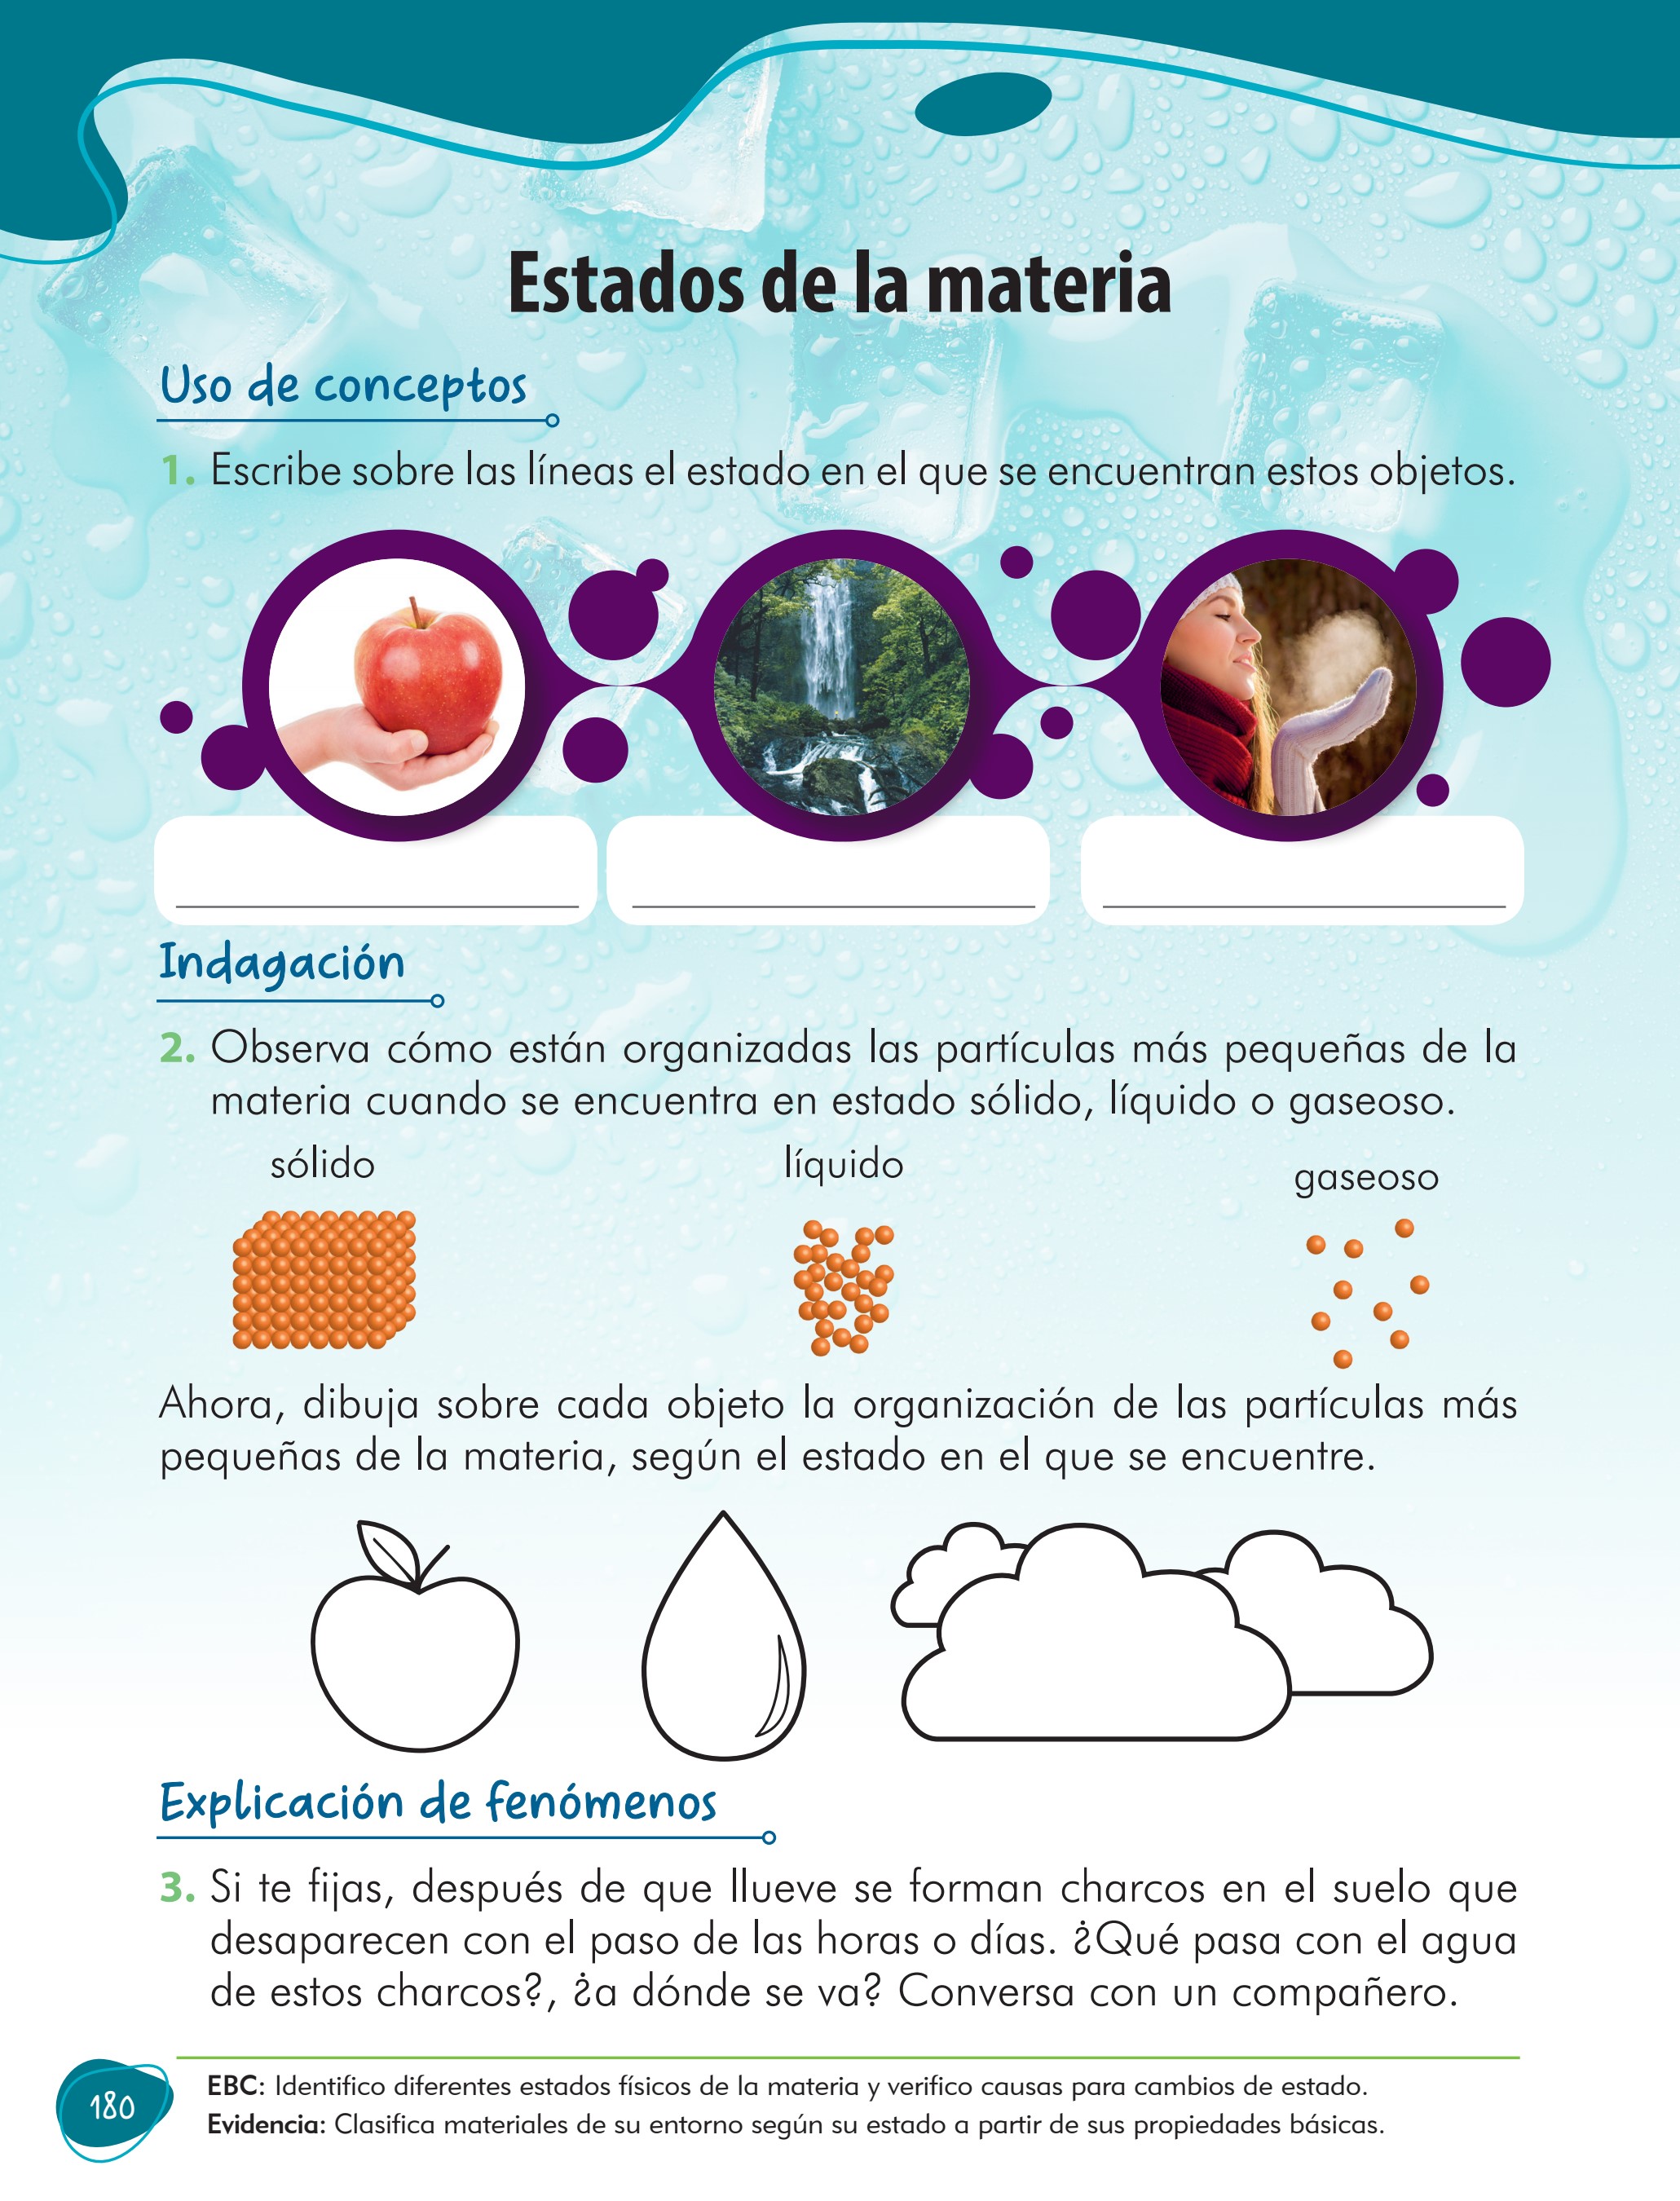 Estados de la materia
Uso de conceptos
1. Escribe sobre las líneas el estado en el que se encuentran estos objetos.
Indagación
2. Observa cómo están organizadas las partículas más pequeñas de la
materia cuando se encuentra en estado sólido, líquido o gaseoso.
sólido
líquido
gaseoso
Ahora, dibuja sobre cada objeto la organización de las partículas más
pequeñas de la materia, según el estado en el que se encuentre.
Explicación de fenómenos
3. Si te fijas, después de que llueve se forman charcos en el suelo que
desaparecen con el paso de las horas o días. ¿Qué pasa con el agua
de estos charcos?, ¿a dónde se va? Conversa con un compañero.
180
EBC: Identifico diferentes estados físicos de la materia y verifico causas para cambios de estado.
Evidencia: Clasifica materiales de su entorno según su estado a partir de sus propiedades básicas.